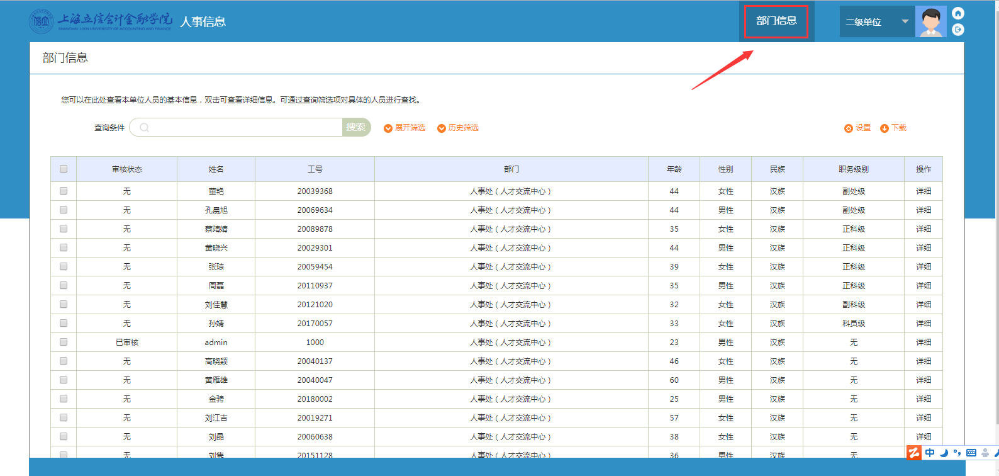 上海立信会计金融学院 人事信息 部门信息 二级单位
SHANGHAI LIXIN UNIVERSITY OF ACCOUNTING AND FINANCE
部门信息
您可以在此处查看本单位人员的基本信息，双击可查看详细信息。可通过查询筛选项对具体的人员进行查找。
查询条件 搜索 展开筛选 历史筛选 设置 下载
审核状态 姓名 工号 部门 年龄 性别 民族 职务级别 操作
无 董艳 20039368 人事处（人才交流中心） 44 女性 汉族 副处级 详细
无 孔晨旭 20069634 人事处（人才交流中心） 44 男性 汉族 副处级 详细
无 蔡婧婧 20089878 人事处（人才交流中心） 35 女性 汉族 正科级 详细
无 黄晓兴 20029301 人事处（人才交流中心） 44 男性 汉族 正科级 详细
无 张琼 20059454 人事处（人才交流中心） 39 女性 汉族 正科级 详细
无 周磊 20110937 人事处（人才交流中心） 35 男性 汉族 正科级 详细
无 刘佳慧 20121020 人事处（人才交流中心） 32 女性 汉族 副科级 详细
无 孙婧 20170057 人事处（人才交流中心） 33 女性 汉族 科员级 详细
已审核 admin 1000 人事处（人才交流中心） 23 男性 汉族 无 详细
无 高晓颖 20040137 人事处（人才交流中心） 46 女性 汉族 无 详细
无 黄雁雄 20040047 人事处（人才交流中心） 60 男性 汉族 无 详细
无 金骋 20180002 人事处（人才交流中心） 25 男性 汉族 无 详细
无 刘江吉 20019271 人事处（人才交流中心） 57 女性 汉族 无 详细
无 刘晶 20060638 人事处（人才交流中心） 38 女性 汉族 无 详细
无 刘隽 20151128 人事处（人才交流中心） 36 男性 汉族 无
中